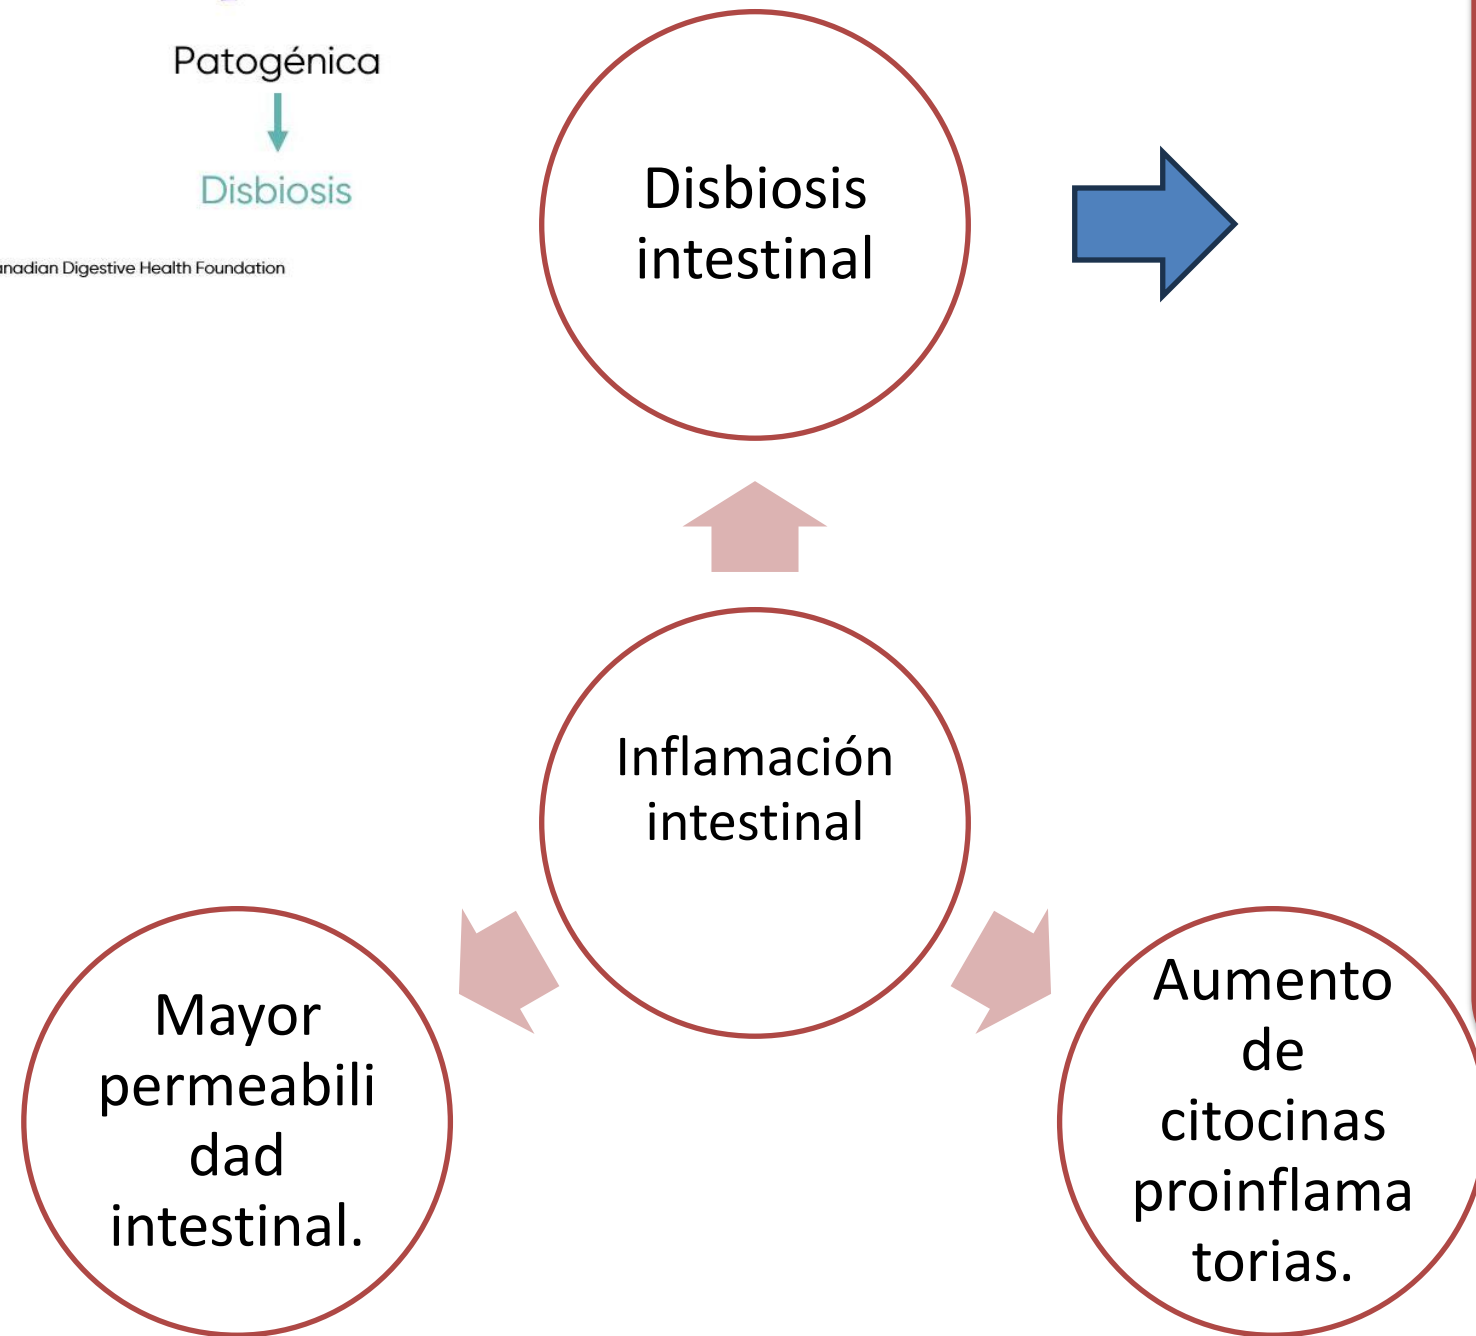 Patogénica
Disbiosis
anadian Digestive Health Foundation
Disbiosis
intestinal
Inflamación
intestinal
Mayor
permeabili
dad
intestinal.
Aumento
de
citocinas
proinflama
torias.